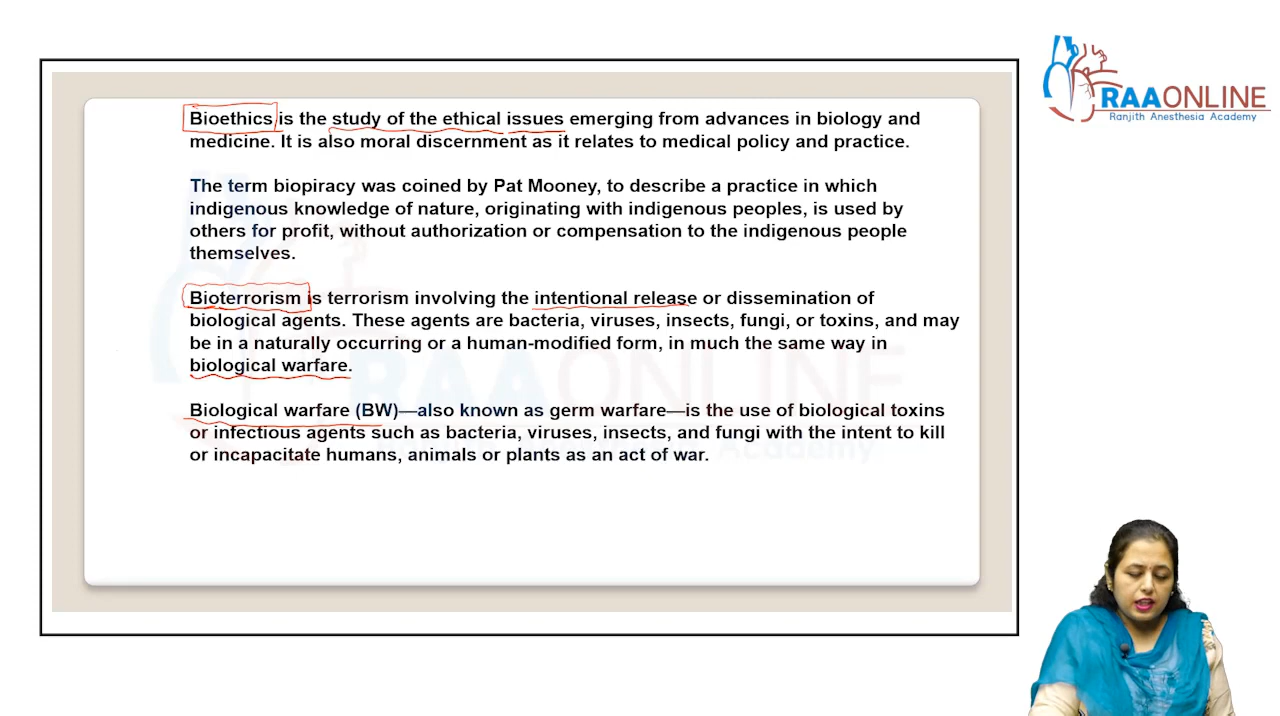 Bioethics is the study of the ethical issues emerging from advances in biology and
medicine. It is also moral discernment as it relates to medical policy and practice.
The term biopiracy was coined by Pat Mooney, to describe a practice in which
indigenous knowledge of nature, originating with indigenous peoples, is used by
others for profit, without authorization or compensation to the indigenous people
themselves.
Bioterrorism is terrorism involving the intentional release or dissemination of
biological agents. These agents are bacteria, viruses, insects, fungi, or toxins, and may
be in a naturally occurring or a human-modified form, in much the same way in
biological warfare.
Biological warfare (BW)—also known as germ warfare—is the use of biological toxins
or infectious agents such as bacteria, viruses, insects, and fungi with the intent to kill
or incapacitate humans, animals or plants as an act of war.
RAAONLINE
Ranjith Anesthesia Academy
RAAONLINE
Ranjith Anesthesia Academy